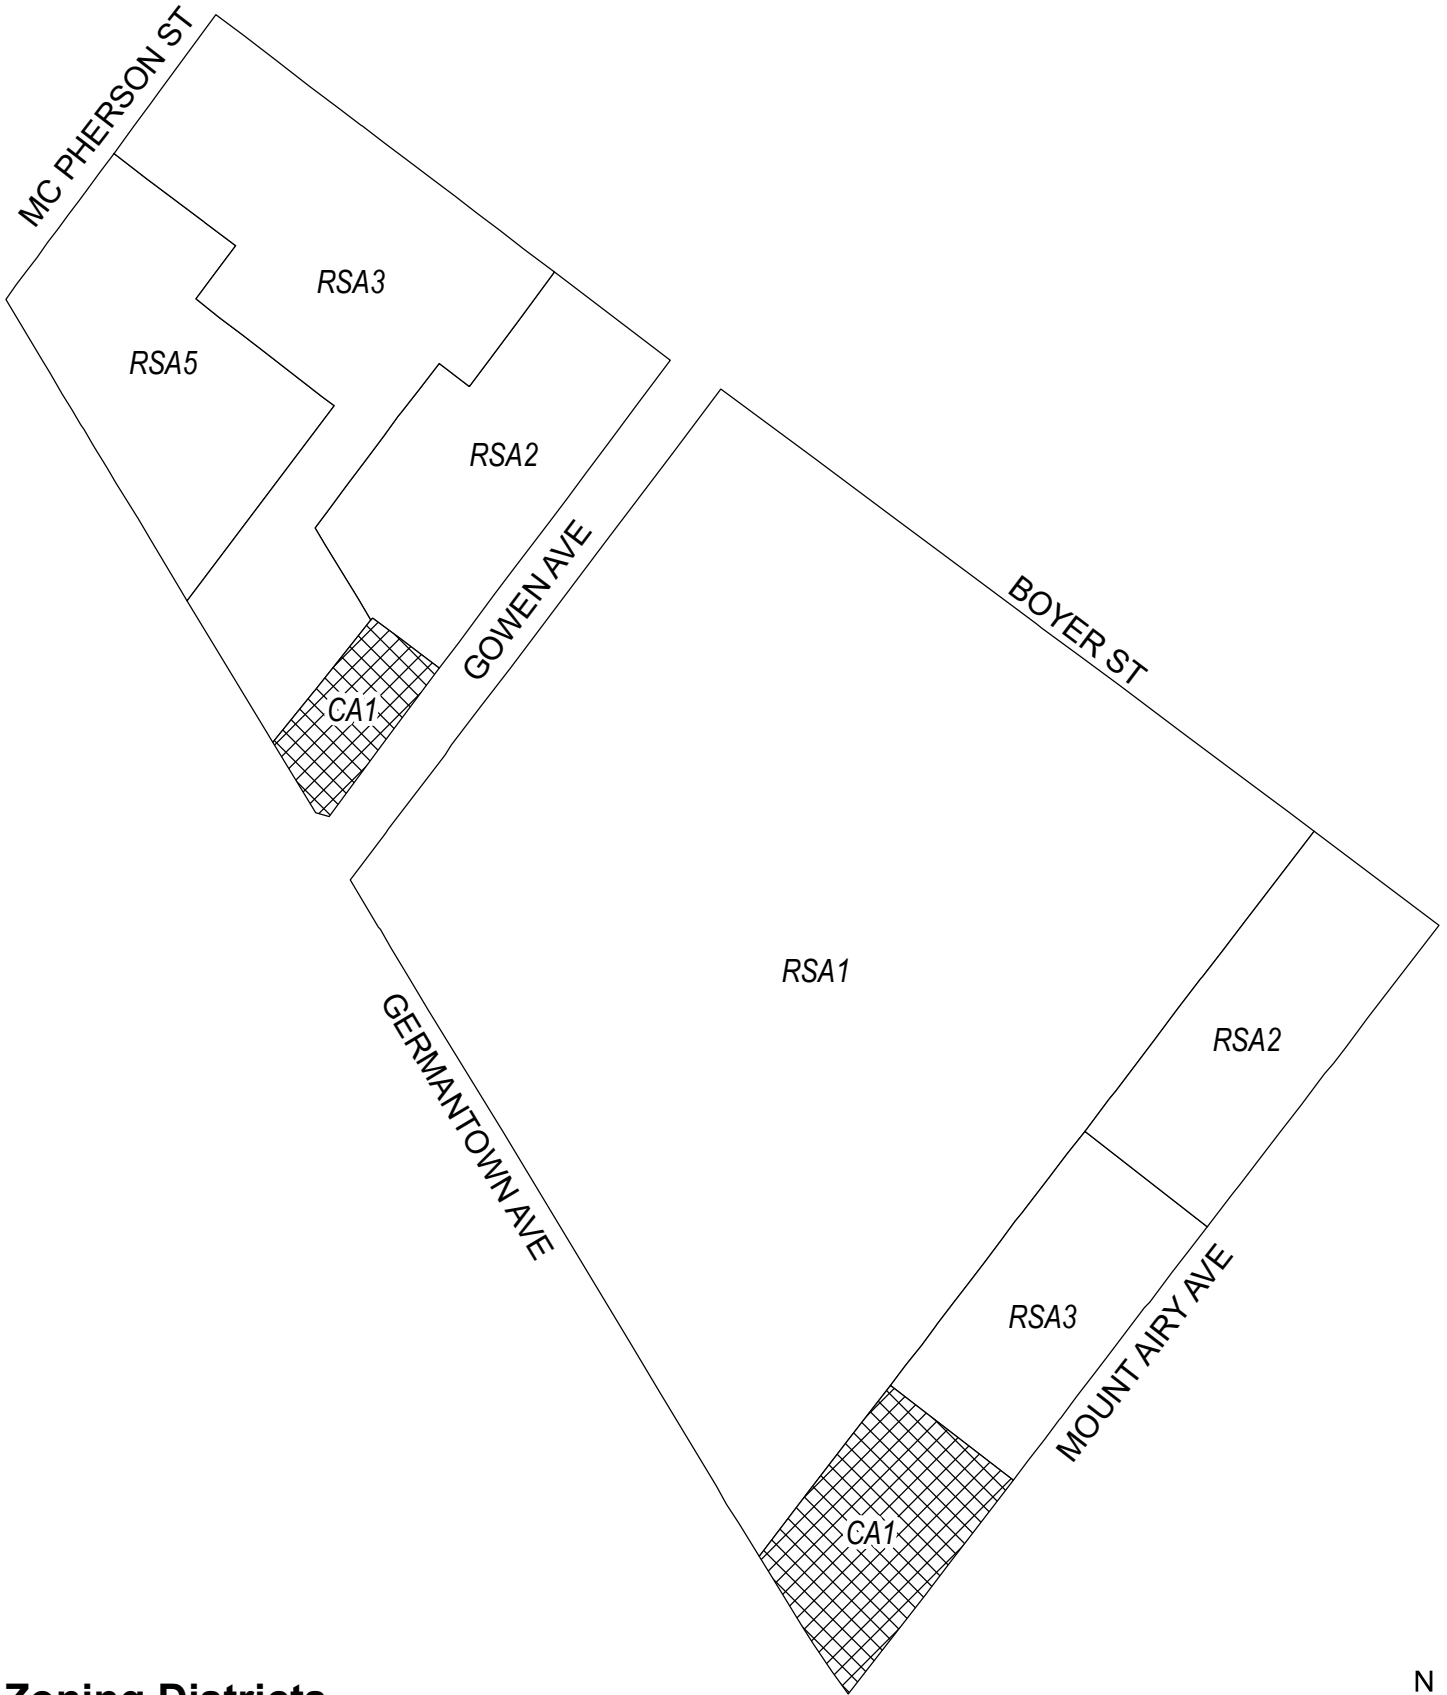 MC PHERSON ST
RSA3
RSA5
RSA2
GOWEN AVE
BOYER ST
CA1
RSA1
GERMANTOWN AVE
RSA2
RSA3
MOUNT AIRY AVE
CA1
Zoning Districts
N